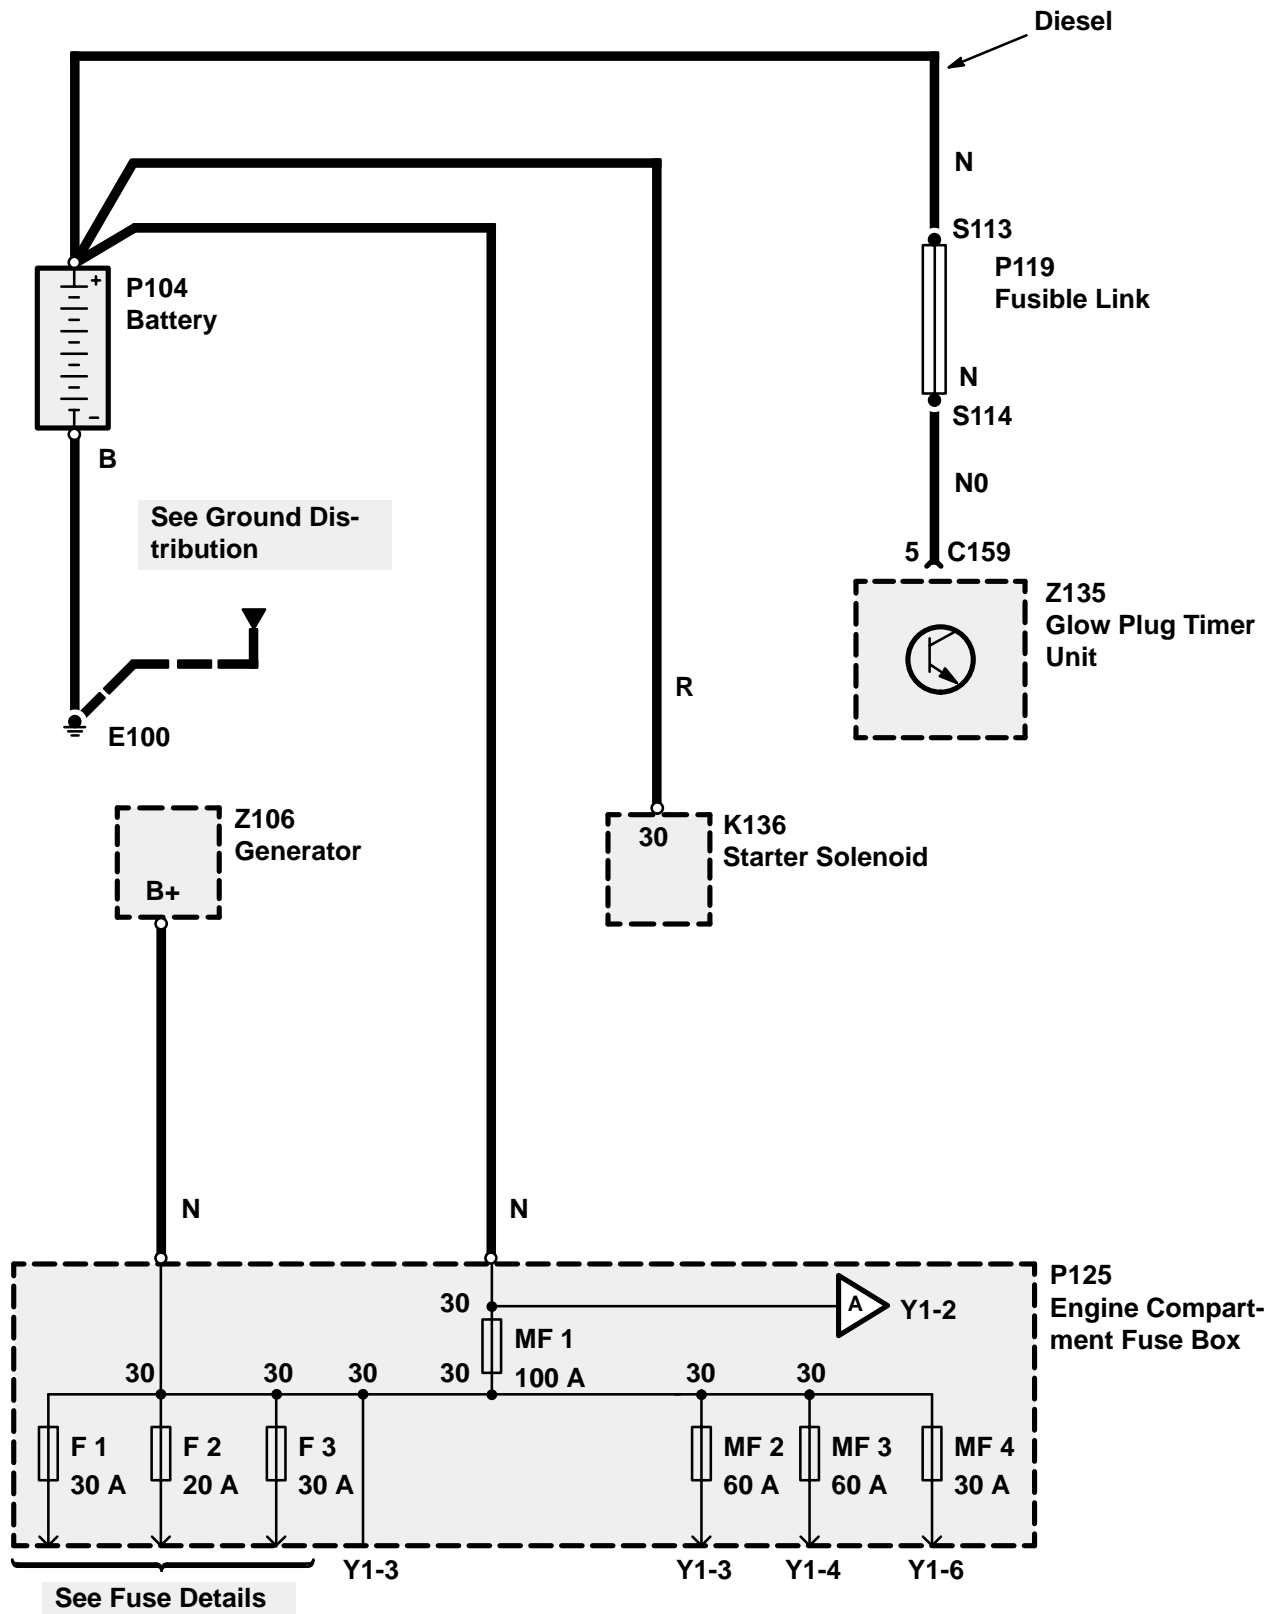 Diesel
N
S113
P119
Fusible Link
+
P104
Battery
N
–
S114
B
N0
See Ground Dis-
tribution
5 C159
Z135
Glow Plug Timer
Unit
R
E100
Z106
Generator
B+
K136
Starter Solenoid
30
N
N
P125
Engine Compart-
ment Fuse Box
30
A
Y1-2
MF 1
100 A
30
30
30
30
30
30
F 1
30 A
F 2
20 A
F 3
30 A
MF 2
60 A
MF 3
60 A
MF 4
30 A
Y1-3
Y1-3
Y1-4
Y1-6
See Fuse Details